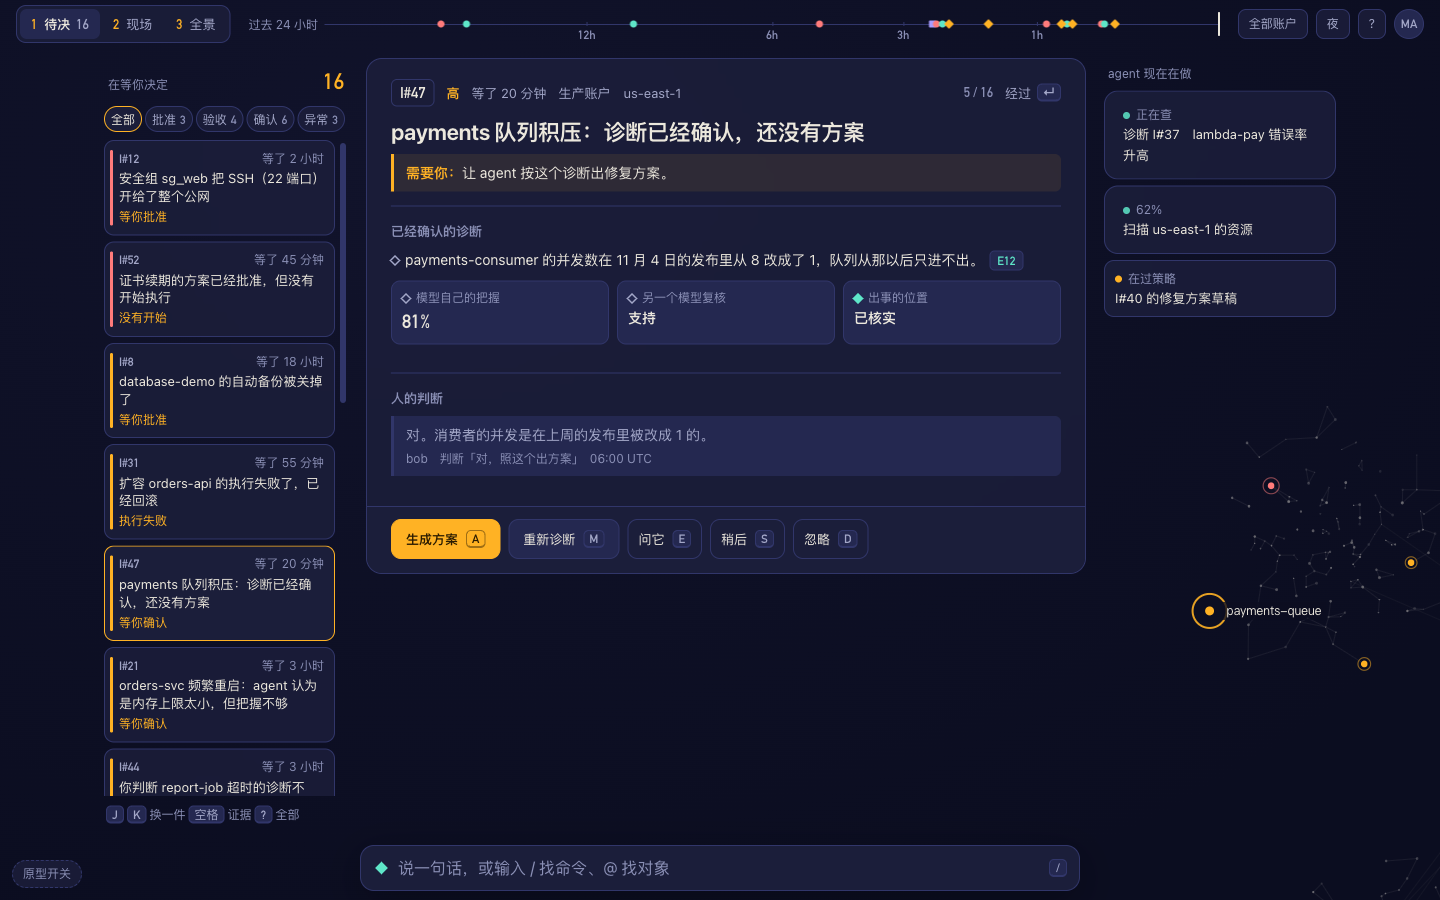 1 待决 16
2 现场
3 全景
过去 24 小时
12h
6h
3h
1h
全部账户
夜
?
MA
在等你决定
16
全部
批准 3
验收 4
确认 6
异常 3
I#12
等了 2 小时
安全组 sg_web 把 SSH（22 端口）
开给了整个公网
等你批准
I#52
等了 45 分钟
证书续期的方案已经批准，但没有
开始执行
没有开始
I#8
等了 18 小时
database-demo 的自动备份被关掉
了
等你批准
I#31
等了 55 分钟
扩容 orders-api 的执行失败了，已
经回滚
执行失败
I#47
等了 20 分钟
payments 队列积压：诊断已经确
认，还没有方案
等你确认
I#21
等了 3 小时
orders-svc 频繁重启：agent 认为
是内存上限太小，但把握不够
等你确认
I#44
等了 3 小时
你判断 report-job 超时的诊断不
J K 换一件 空格 证据 ? 全部
原型开关
I#47 高 等了 20 分钟 生产账户 us-east-1
5 / 16 经过 ↵
payments 队列积压：诊断已经确认，还没有方案
需要你：让 agent 按这个诊断出修复方案。
已经确认的诊断
payments-consumer 的并发数在 11 月 4 日的发布里从 8 改成了 1，队列从那以后只进不出。 E12
模型自己的把握
81%
另一个模型复核
支持
出事的位置
已核实
人的判断
对。消费者的并发是在上周的发布里被改成 1 的。
bob 判断「对，照这个出方案」 06:00 UTC
生成方案 A
重新诊断 M
问它 E
稍后 S
忽略 D
说一句话，或输入 / 找命令、@ 找对象
/
agent 现在在做
正在查
诊断 I#37 lambda-pay 错误率
升高
62%
扫描 us-east-1 的资源
在过策略
I#40 的修复方案草稿
payments-queue